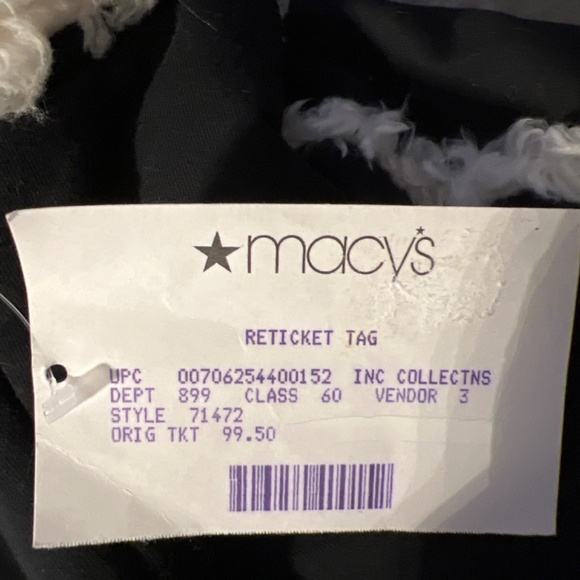 ★macy's
RETICKET TAG
UPC 00706254400152 INC COLLECTNS
DEPT 899 CLASS 60 VENDOR 3
STYLE 71472
ORIG TKT 99.50